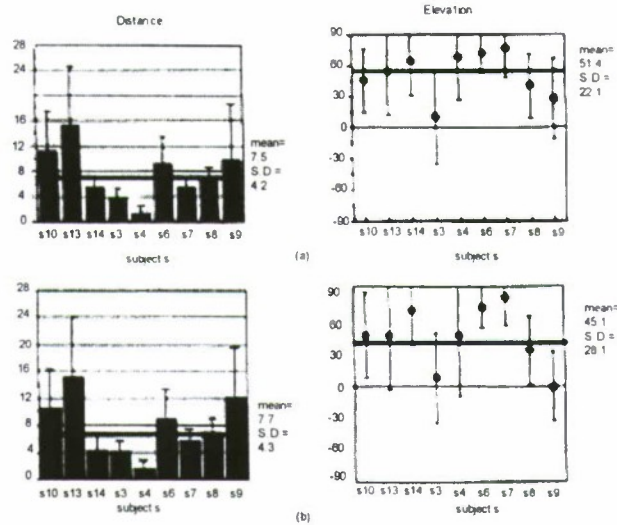 Distance
28
24
20
16
12
8
4
0
s10 s13 s14 s3 s4 s6 s7 s8 s9
subjects
mean=
7.5
S.D=
4.2
Elevation
90
60
30
0
-30
-60
-90
s10 s13 s14 s3 s4 s6 s7 s8 s9
subjects
mean=
51.4
S.D=
22.1
(a)
28
24
20
16
12
8
4
0
s10 s13 s14 s3 s4 s6 s7 s8 s9
subjects
mean=
7.7
S.D=
4.3
90
60
30
0
-30
-60
-90
s10 s13 s14 s3 s4 s6 s7 s8 s9
subjects
mean=
45.1
S.D=
28.1
(b)